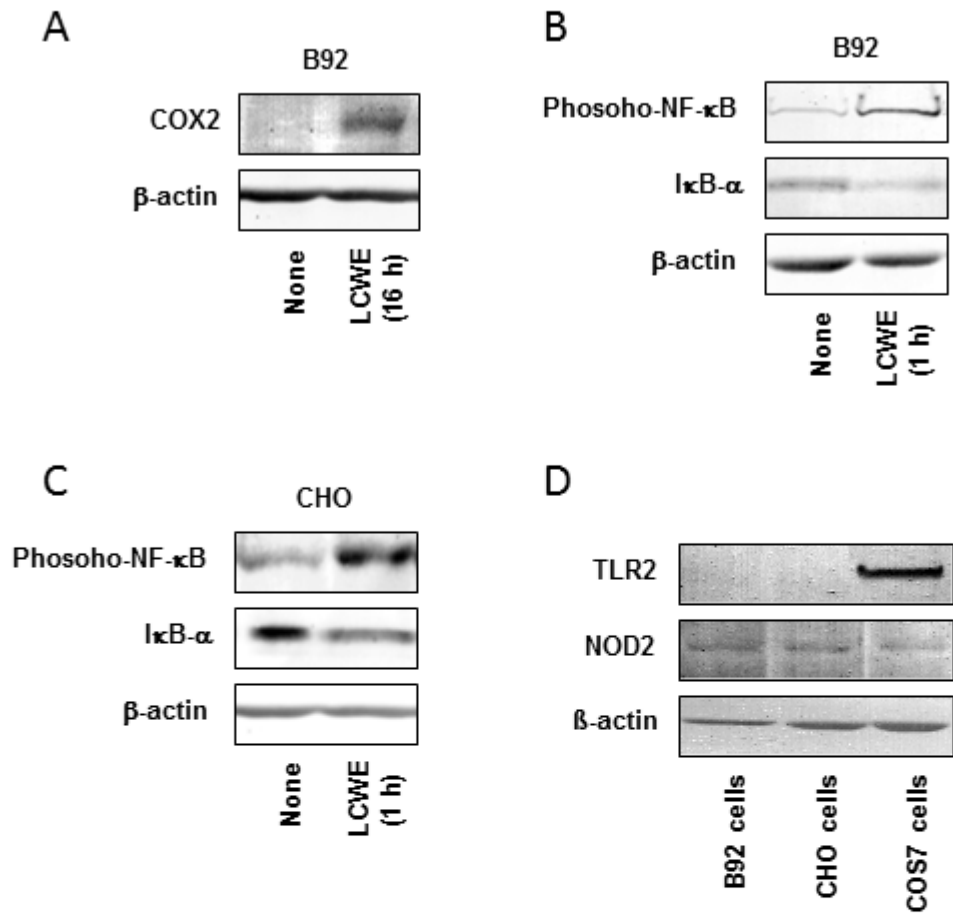 A
B92
COX2
β-actin
None
LCWE
(16 h)
B
B92
Phosoho-NF-κB
IκB-α
β-actin
None
LCWE
(1 h)
C
CHO
Phosoho-NF-κB
IκB-α
β-actin
None
LCWE
(1 h)
D
TLR2
NOD2
ß-actin
B92 cells
CHO cells
COS7 cells